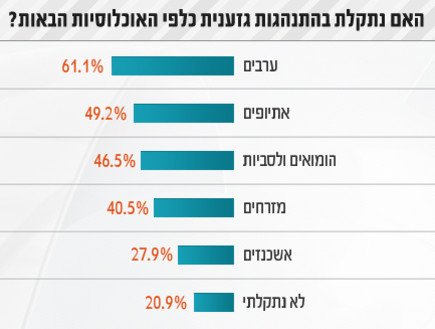 האם נתקלת בהתנהגות גזענית כלפי האוכלוסיות הבאות?
ערבים 61.1%
אתיופים 49.2%
הומואים ולסביות 46.5%
מזרחים 40.5%
אשכנזים 27.9%
לא נתקלתי 20.9%